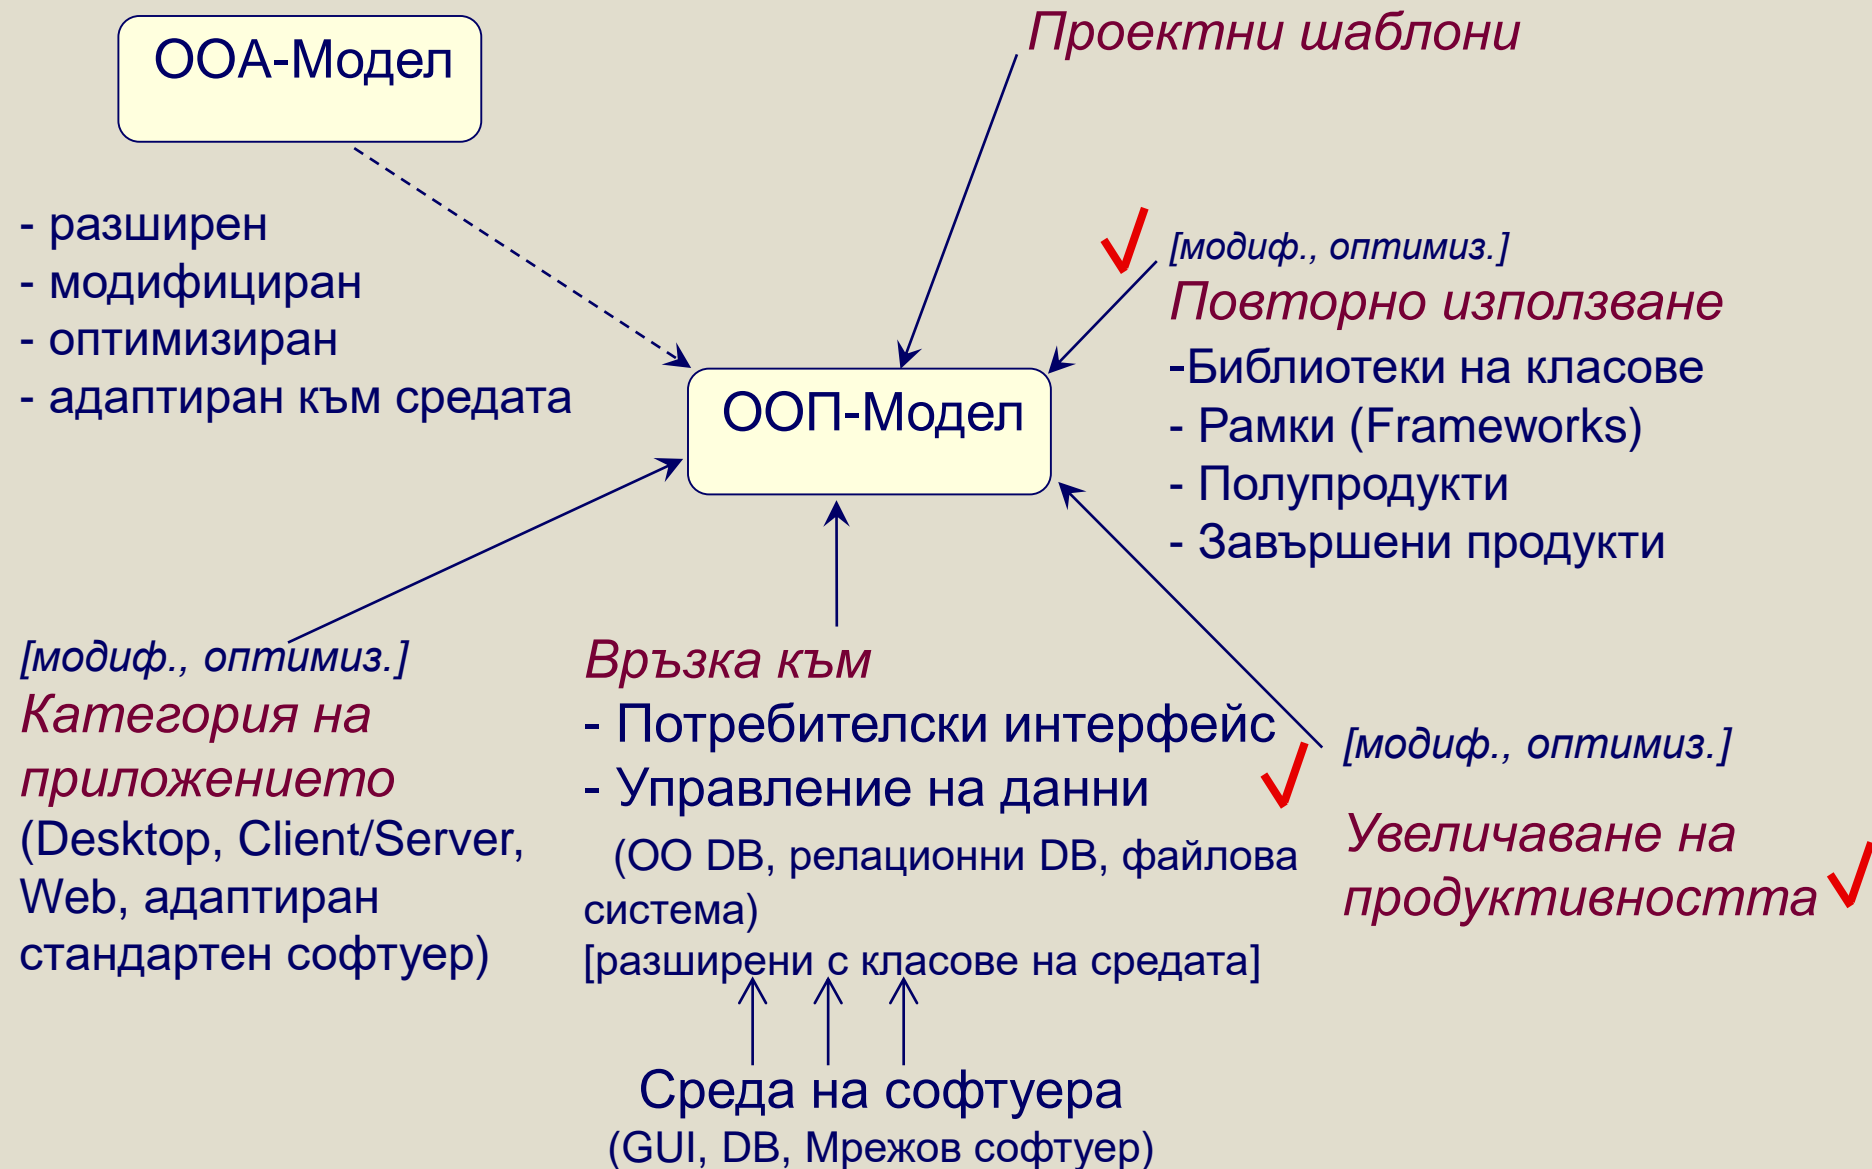 ООА-Модел
Проектни шаблони
- разширен
- модифициран
- оптимизиран
- адаптиран към средата
[модиф., оптимиз.]
Повторно използване
-Библиотеки на класове
- Рамки (Frameworks)
- Полупродукти
- Завършени продукти
ООП-Модел
[модиф., оптимиз.]
Категория на
приложението
(Desktop, Client/Server,
Web, адаптиран
стандартен софтуер)
Връзка към
- Потребителски интерфейс
- Управление на данни
(ОО DB, релационни DB, файлова
система)
[разширени с класове на средата]
[модиф., оптимиз.]
Увеличаване на
продуктивността
Среда на софтуера
(GUI, DB, Мрежов софтуер)